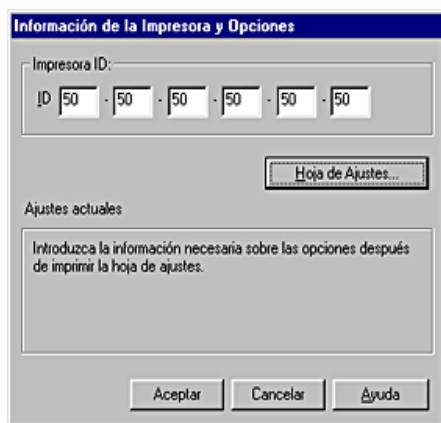 Información de la Impresora y Opciones
Impresora ID:
ID 50 - 50 - 50 - 50 - 50 - 50
Hoja de Ajustes...
Ajustes actuales
Introduzca la información necesaria sobre las opciones después
de imprimir la hoja de ajustes.
Aceptar Cancelar Ayuda